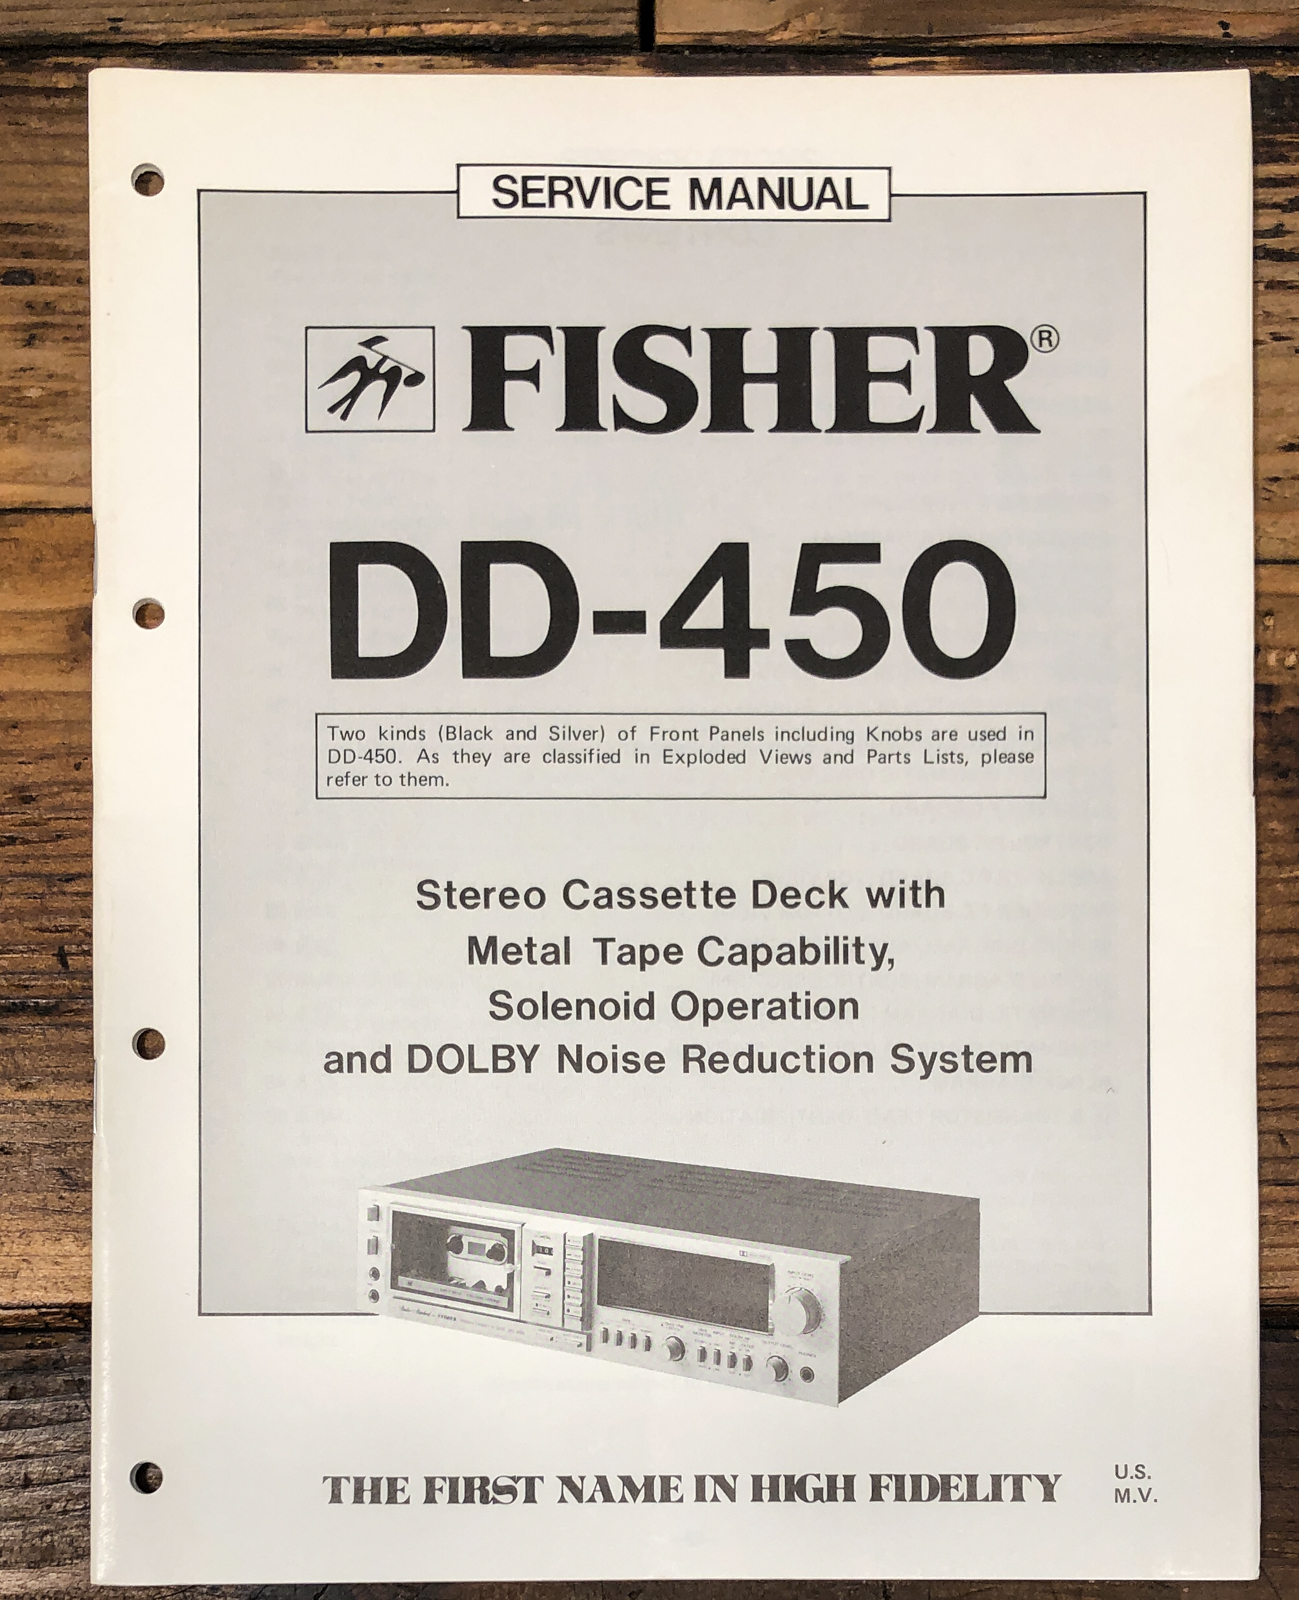 SERVICE MANUAL
FISHER®
DD-450
Two kinds (Black and Silver) of Front Panels including Knobs are used in
DD-450. As they are classified in Exploded Views and Parts Lists, please
refer to them.
Stereo Cassette Deck with
Metal Tape Capability,
Solenoid Operation
and DOLBY Noise Reduction System
FISHER
THE FIRST NAME IN HIGH FIDELITY
U.S.
M.V.